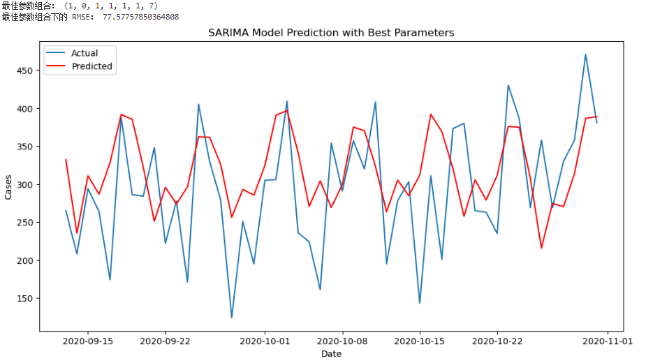 最佳参数组合: (1, 0, 1, 1, 1, 1, 7)
最佳参数组合下的 RMSE: 77.57757850364808
SARIMA Model Prediction with Best Parameters
Actual
Predicted
450
400
350
300
250
200
150
Cases
2020-09-15
2020-09-22
2020-10-01
2020-10-08
2020-10-15
2020-10-22
2020-11-01
Date